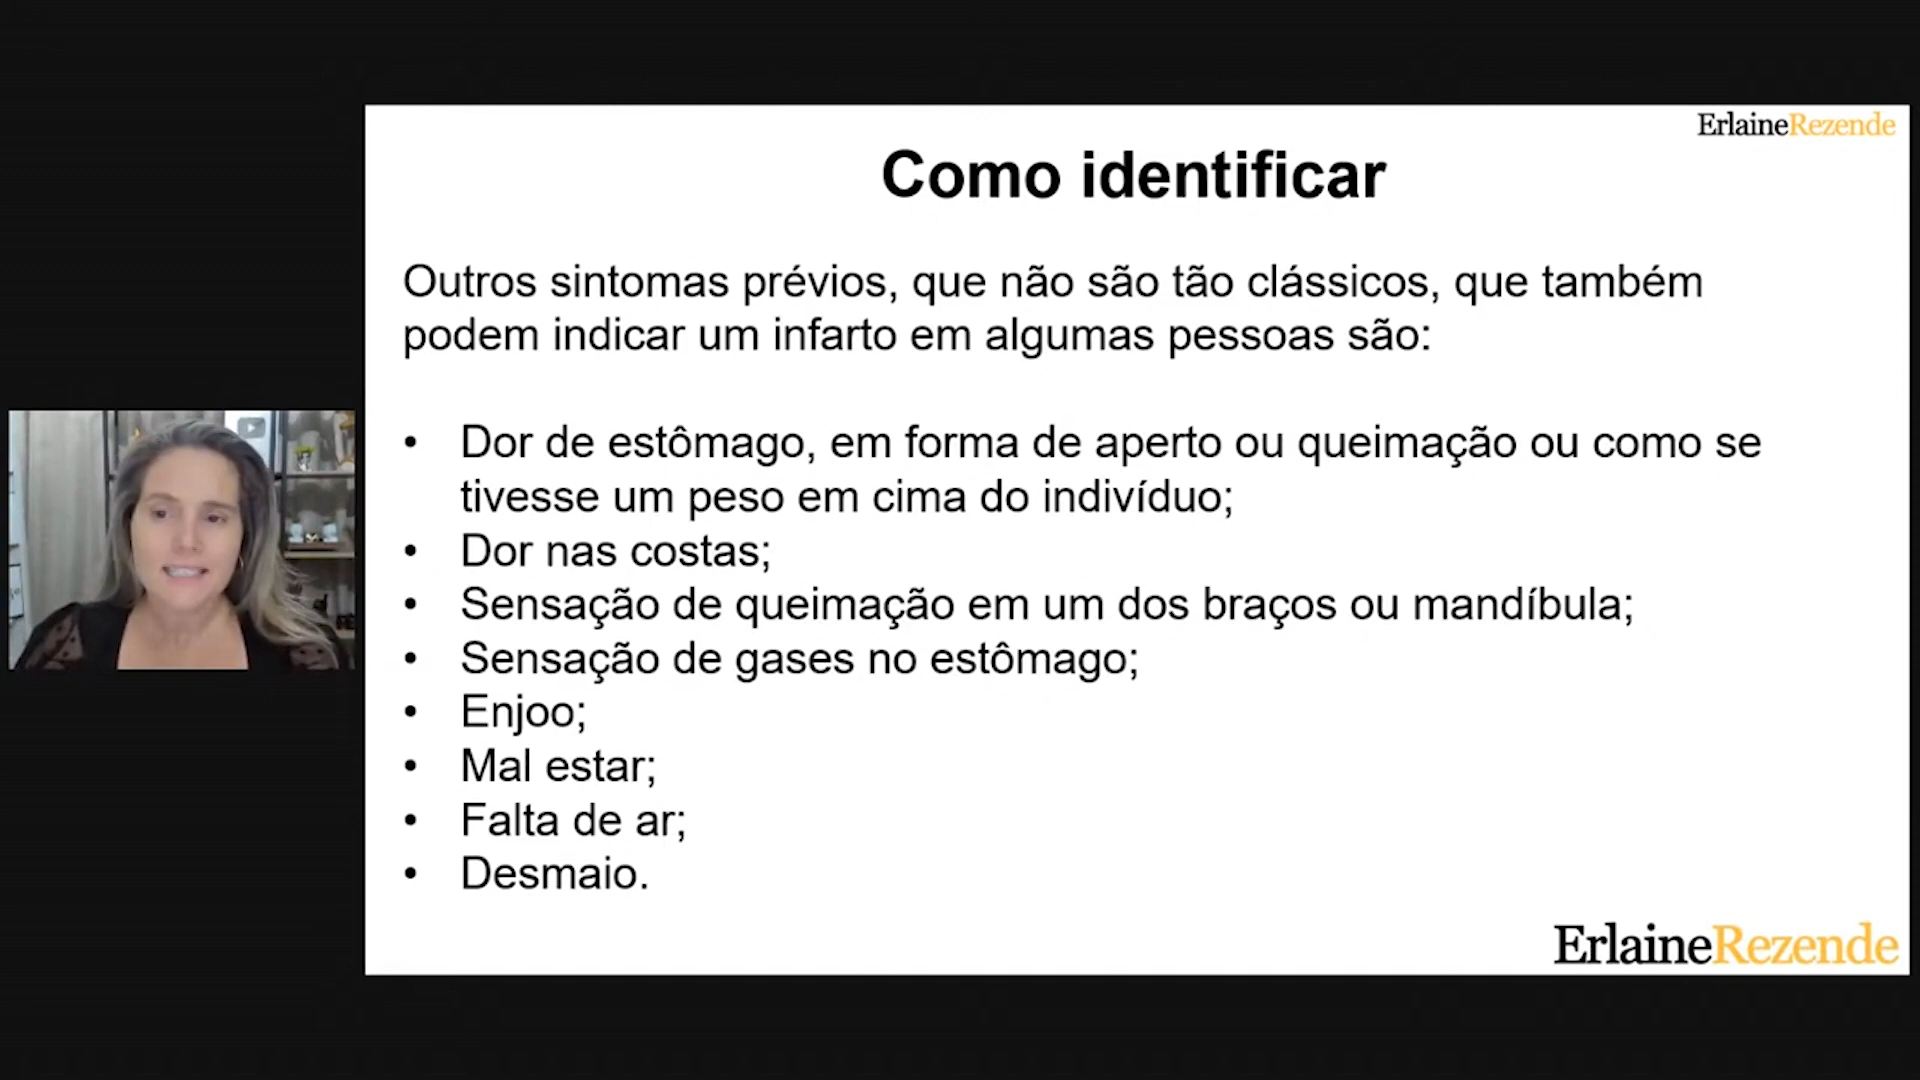 ErlaineRezende
Como identificar
Outros sintomas prévios, que não são tão clássicos, que também
podem indicar um infarto em algumas pessoas são:
• Dor de estômago, em forma de aperto ou queimação ou como se
tivesse um peso em cima do indivíduo;
• Dor nas costas;
• Sensação de queimação em um dos braços ou mandíbula;
• Sensação de gases no estômago;
• Enjoo;
• Mal estar;
• Falta de ar;
• Desmaio.
ErlaineRezende